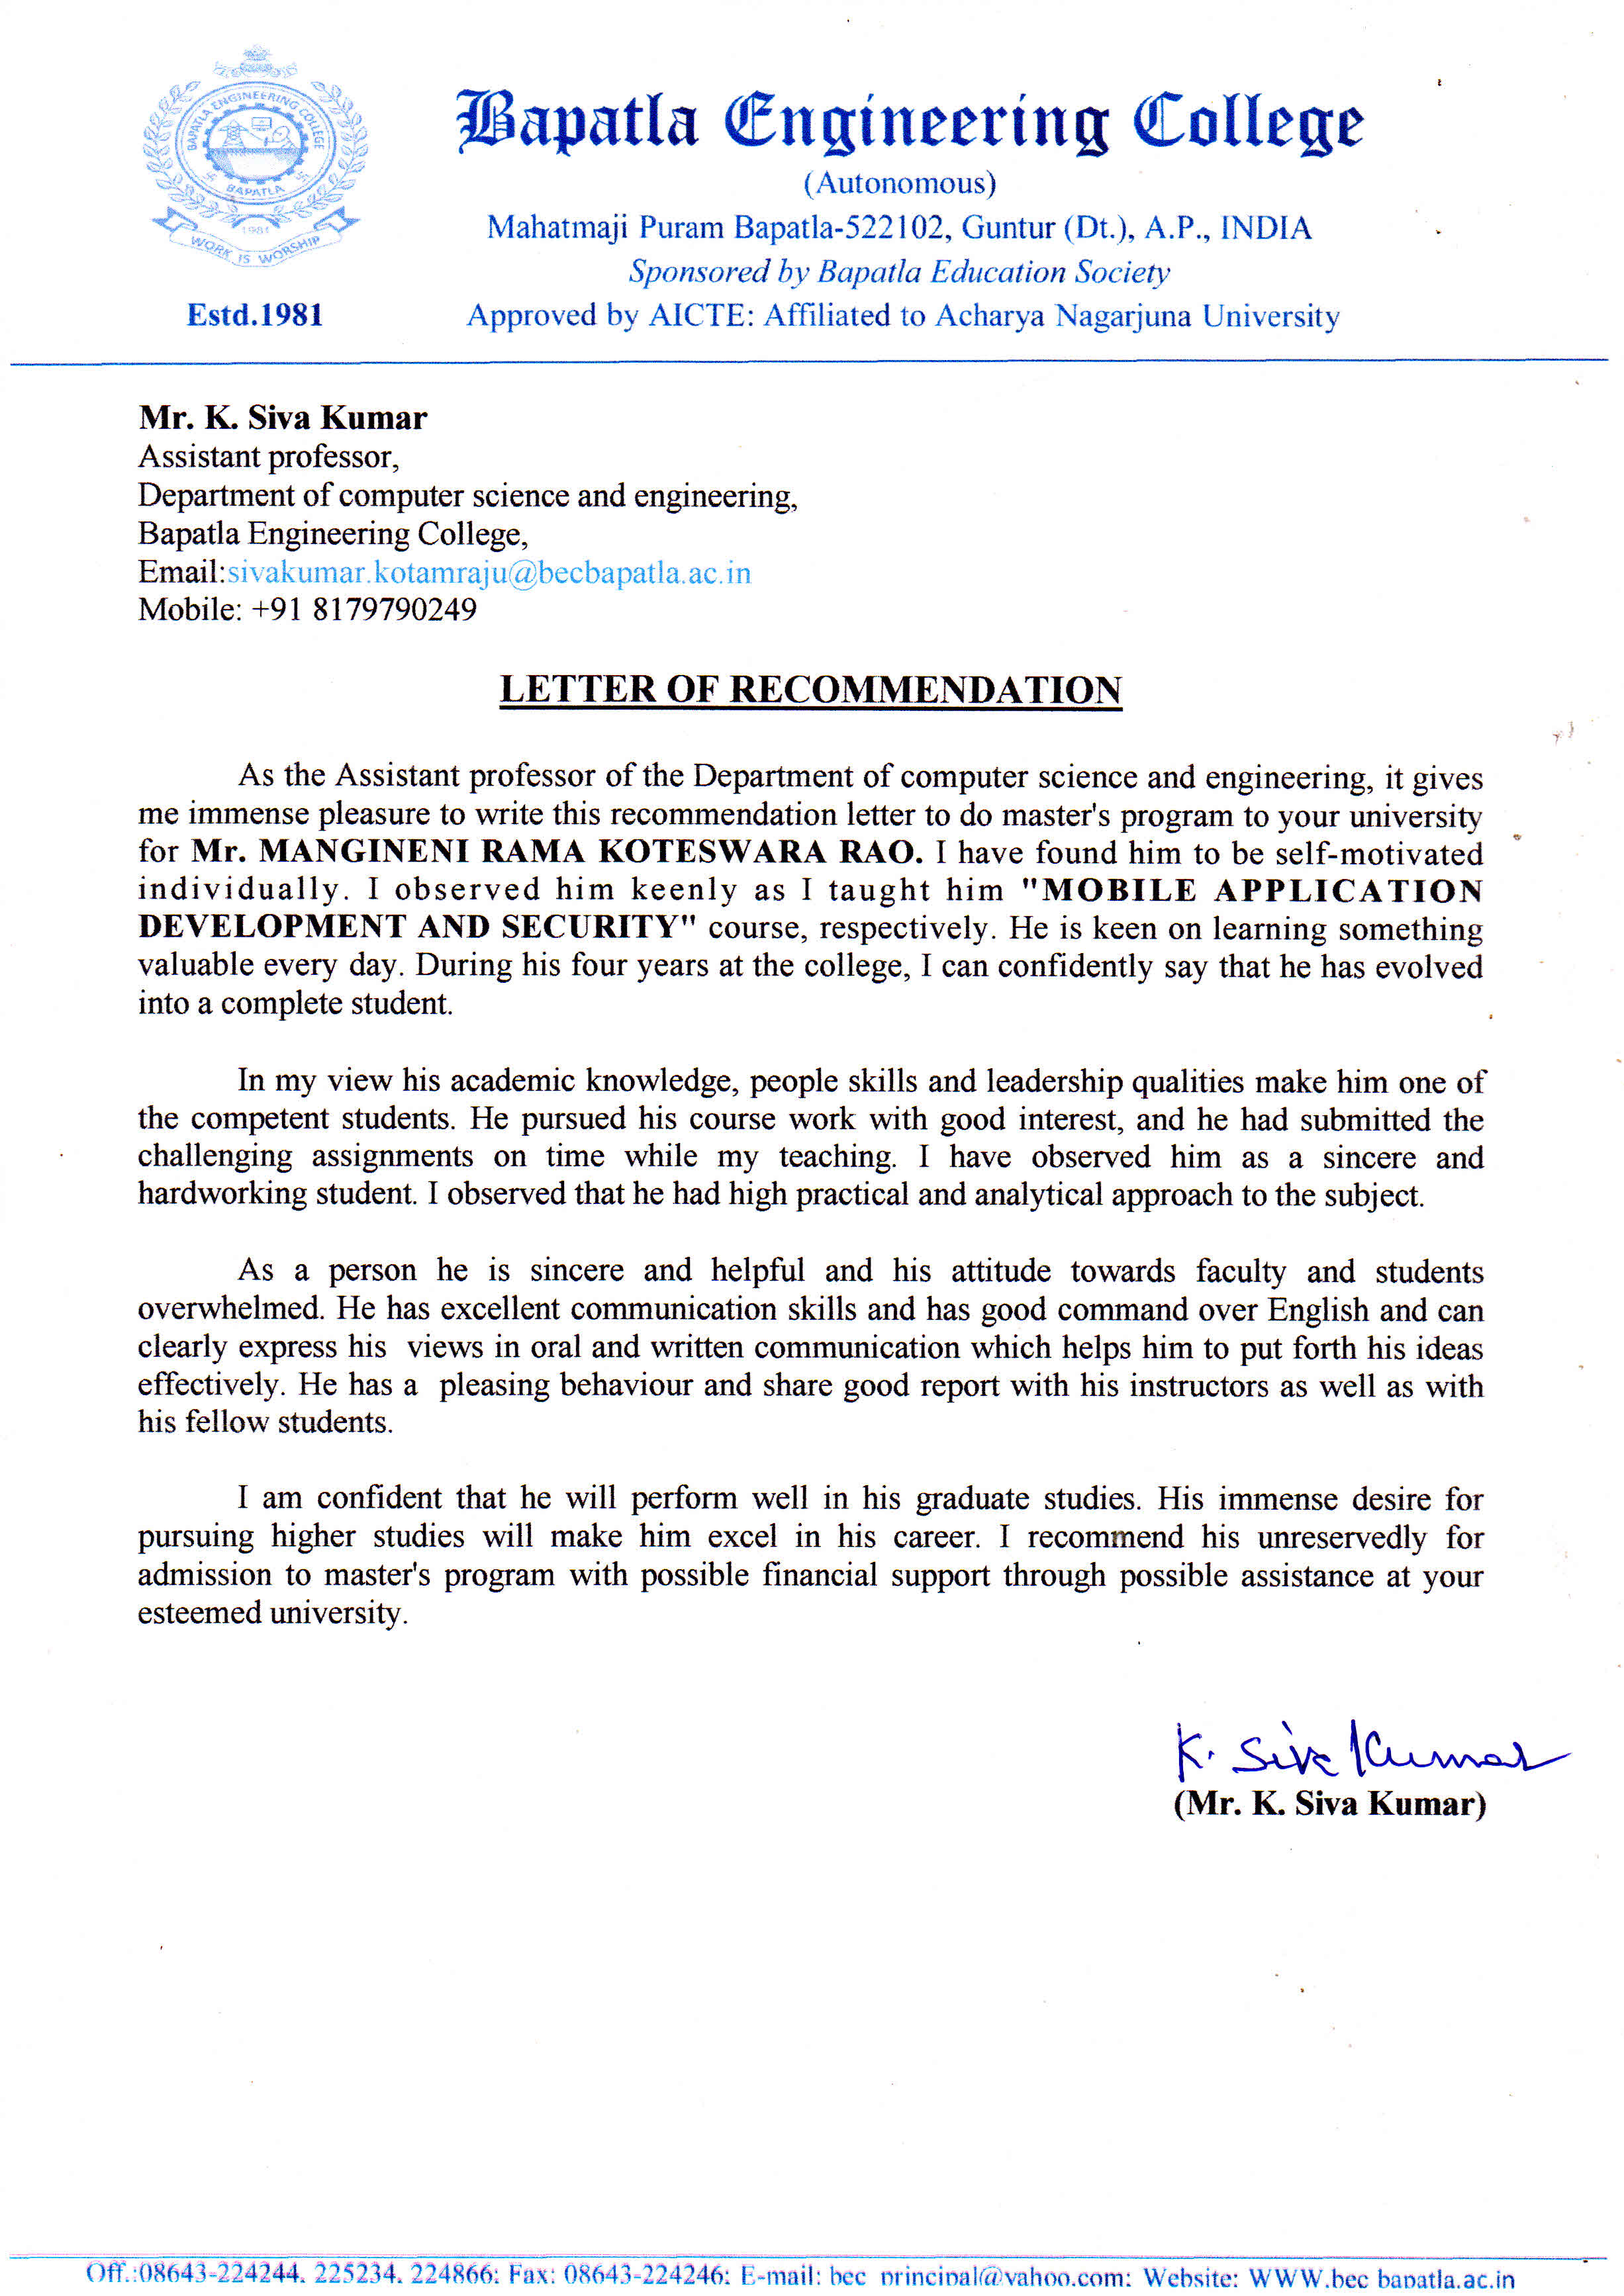 BAPATLA ENGINEERING COLLEGE
BAPATLA
1981
WORK IS WORSHIP
Estd.1981
Bapatla Engineering College
(Autonomous)
Mahatmaji Puram Bapatla-522102, Guntur (Dt.), A.P., INDIA
Sponsored by Bapatla Education Society
Approved by AICTE: Affiliated to Acharya Nagarjuna University
Mr. K. Siva Kumar
Assistant professor,
Department of computer science and engineering,
Bapatla Engineering College,
Email:sivakumar.kotamraju@becbapatla.ac.in
Mobile: +91 8179790249
LETTER OF RECOMMENDATION
As the Assistant professor of the Department of computer science and engineering, it gives
me immense pleasure to write this recommendation letter to do master's program to your university
for Mr. MANGINENI RAMA KOTESWARA RAO. I have found him to be self-motivated
individually. I observed him keenly as I taught him "MOBILE APPLICATION
DEVELOPMENT AND SECURITY" course, respectively. He is keen on learning something
valuable every day. During his four years at the college, I can confidently say that he has evolved
into a complete student.
In my view his academic knowledge, people skills and leadership qualities make him one of
the competent students. He pursued his course work with good interest, and he had submitted the
challenging assignments on time while my teaching. I have observed him as a sincere and
hardworking student. I observed that he had high practical and analytical approach to the subject.
As a person he is sincere and helpful and his attitude towards faculty and students
overwhelmed. He has excellent communication skills and has good command over English and can
clearly express his views in oral and written communication which helps him to put forth his ideas
effectively. He has a pleasing behaviour and share good report with his instructors as well as with
his fellow students.
I am confident that he will perform well in his graduate studies. His immense desire for
pursuing higher studies will make him excel in his career. I recommend his unreservedly for
admission to master's program with possible financial support through possible assistance at your
esteemed university.
K. Siva Kumar
(Mr. K. Siva Kumar)
Off.:08643-224244, 225234, 224866; Fax: 08643-224246; E-mail: bec_principal@yahoo.com; Website: WWW.bec bapatla.ac.in